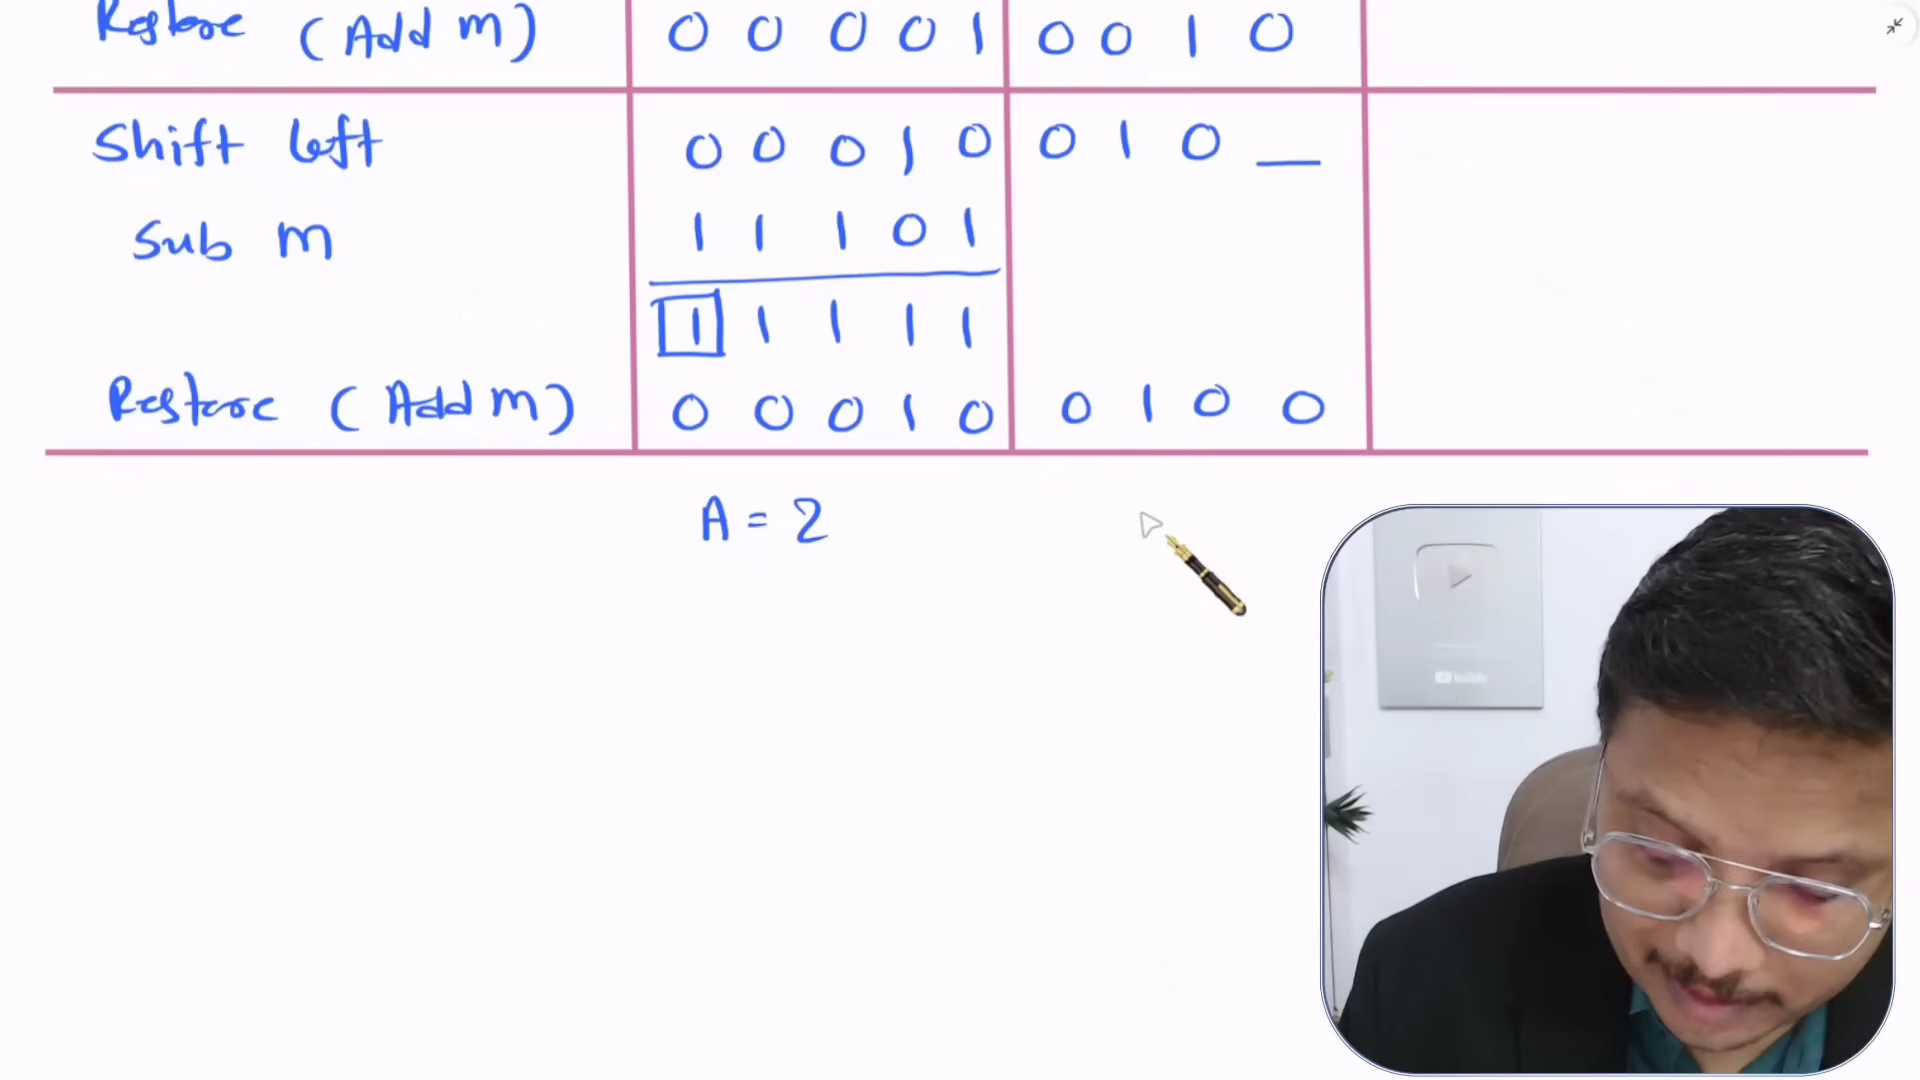 Restore (Add m) 0 0 0 0 1 0 0 1 0
Shift left 0 0 0 1 0 0 1 0 _
Sub m 1 1 1 0 1
1 1 1 1 1
Restore (Add m) 0 0 0 1 0 0 1 0 0
A = 2
YouTube